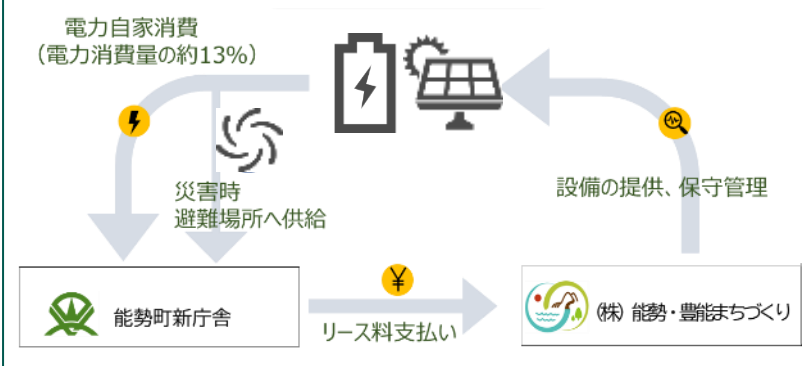 電力自家消費
（電力消費量の約13%）
災害時
避難場所へ供給
設備の提供、保守管理
能勢町新庁舎
¥
リース料支払い
(株) 能勢・豊能まちづくり